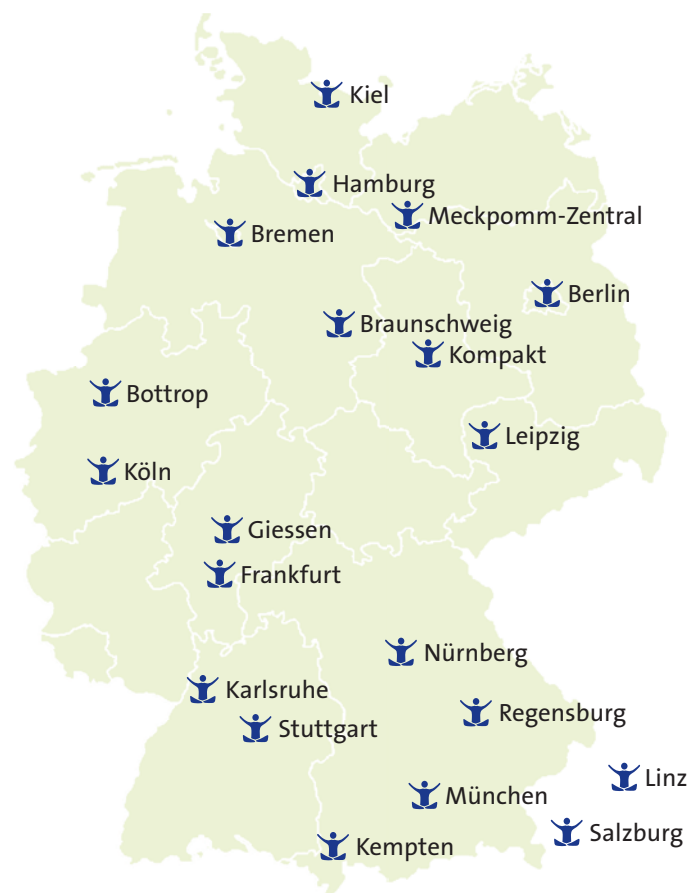 Kiel
Hamburg
Meckpomm-Zentral
Bremen
Berlin
Braunschweig
Kompakt
Bottrop
Leipzig
Köln
Giessen
Frankfurt
Nürnberg
Karlsruhe
Regensburg
Stuttgart
Linz
München
Salzburg
Kempten